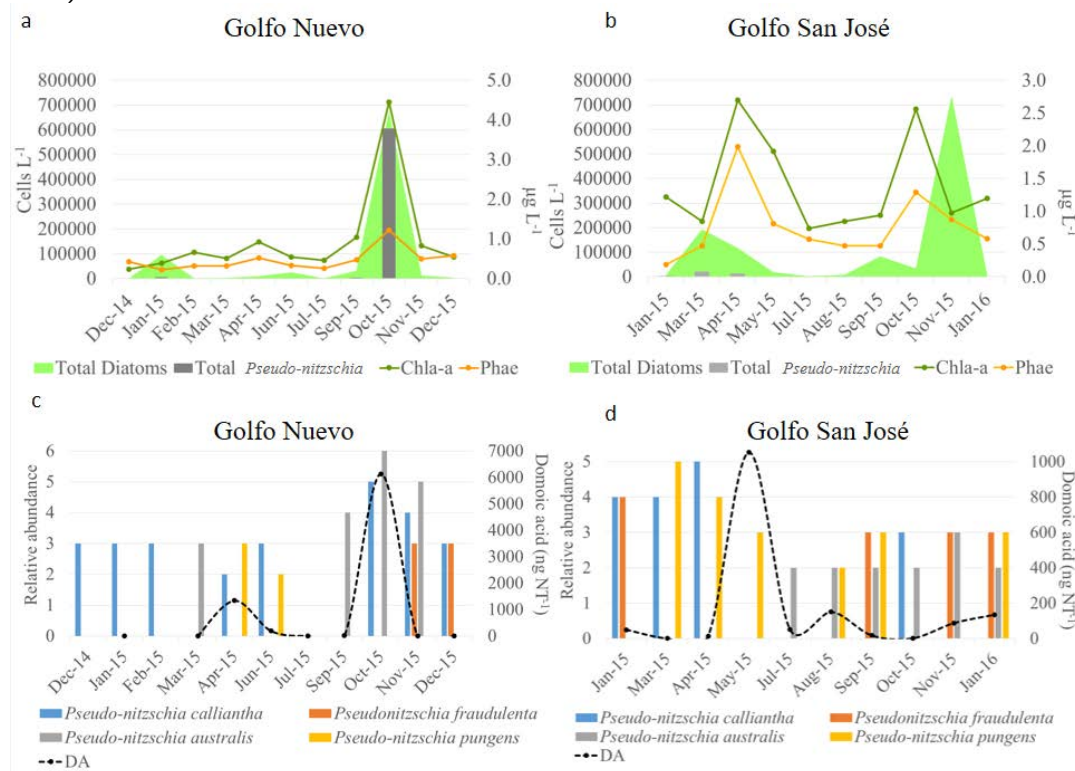 a
Golfo Nuevo
800000
700000
600000
500000
400000
300000
200000
100000
0
Cells L-1
5.0
4.0
3.0
2.0
1.0
0.0
µg L-1
Dec-14 Jan-15 Feb-15 Mar-15 Apr-15 Jun-15 Jul-15 Sep-15 Oct-15 Nov-15 Dec-15
Total Diatoms Total Pseudo-nitzschia Chla-a Phae
b
Golfo San José
800000
700000
600000
500000
400000
300000
200000
100000
0
Cells L-1
3.0
2.5
2.0
1.5
1.0
0.5
0.0
µg L-1
Jan-15 Mar-15 Apr-15 May-15 Jul-15 Aug-15 Sep-15 Oct-15 Nov-15 Jan-16
Total Diatoms Total Pseudo-nitzschia Chla-a Phae
c
Golfo Nuevo
6
5
4
3
2
1
0
Relative abundance
7000
6000
5000
4000
3000
2000
1000
0
Domoic acid (ng NT-1)
Dec-14 Jan-15 Feb-15 Mar-15 Apr-15 Jun-15 Jul-15 Sep-15 Oct-15 Nov-15 Dec-15
Pseudo-nitzschia calliantha Pseudonitzschia fraudulenta
Pseudo-nitzschia australis Pseudo-nitzschia pungens
DA
d
Golfo San José
5
4
3
2
1
0
Relative abundance
1000
800
600
400
200
0
Domoic acid (ng NT-1)
Jan-15 Mar-15 Apr-15 May-15 Jul-15 Aug-15 Sep-15 Oct-15 Nov-15 Jan-16
Pseudo-nitzschia calliantha Pseudonitzschia fraudulenta
Pseudo-nitzschia australis Pseudo-nitzschia pungens
DA